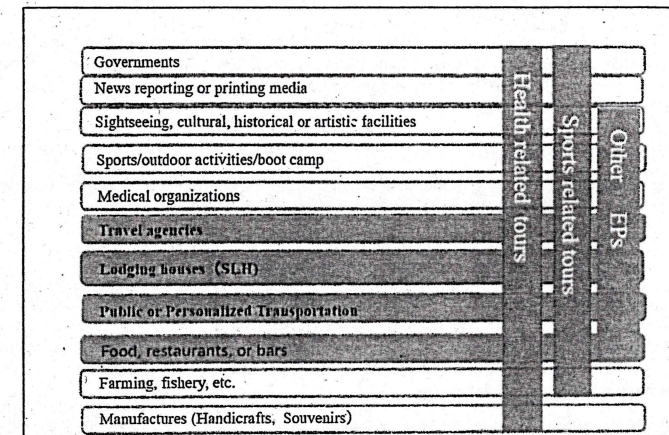 Governments
News reporting or printing media
Sightseeing, cultural, historical or artistic facilities
Sports/outdoor activities/boot camp
Medical organizations
Travel agencies
Lodging houses (SLH)
Public or Personalized Transportation
Food, restaurants, or bars
Farming, fishery, etc.
Manufactures (Handicrafts, Souvenirs)
Health related tours
Sports related tours
Other EPs